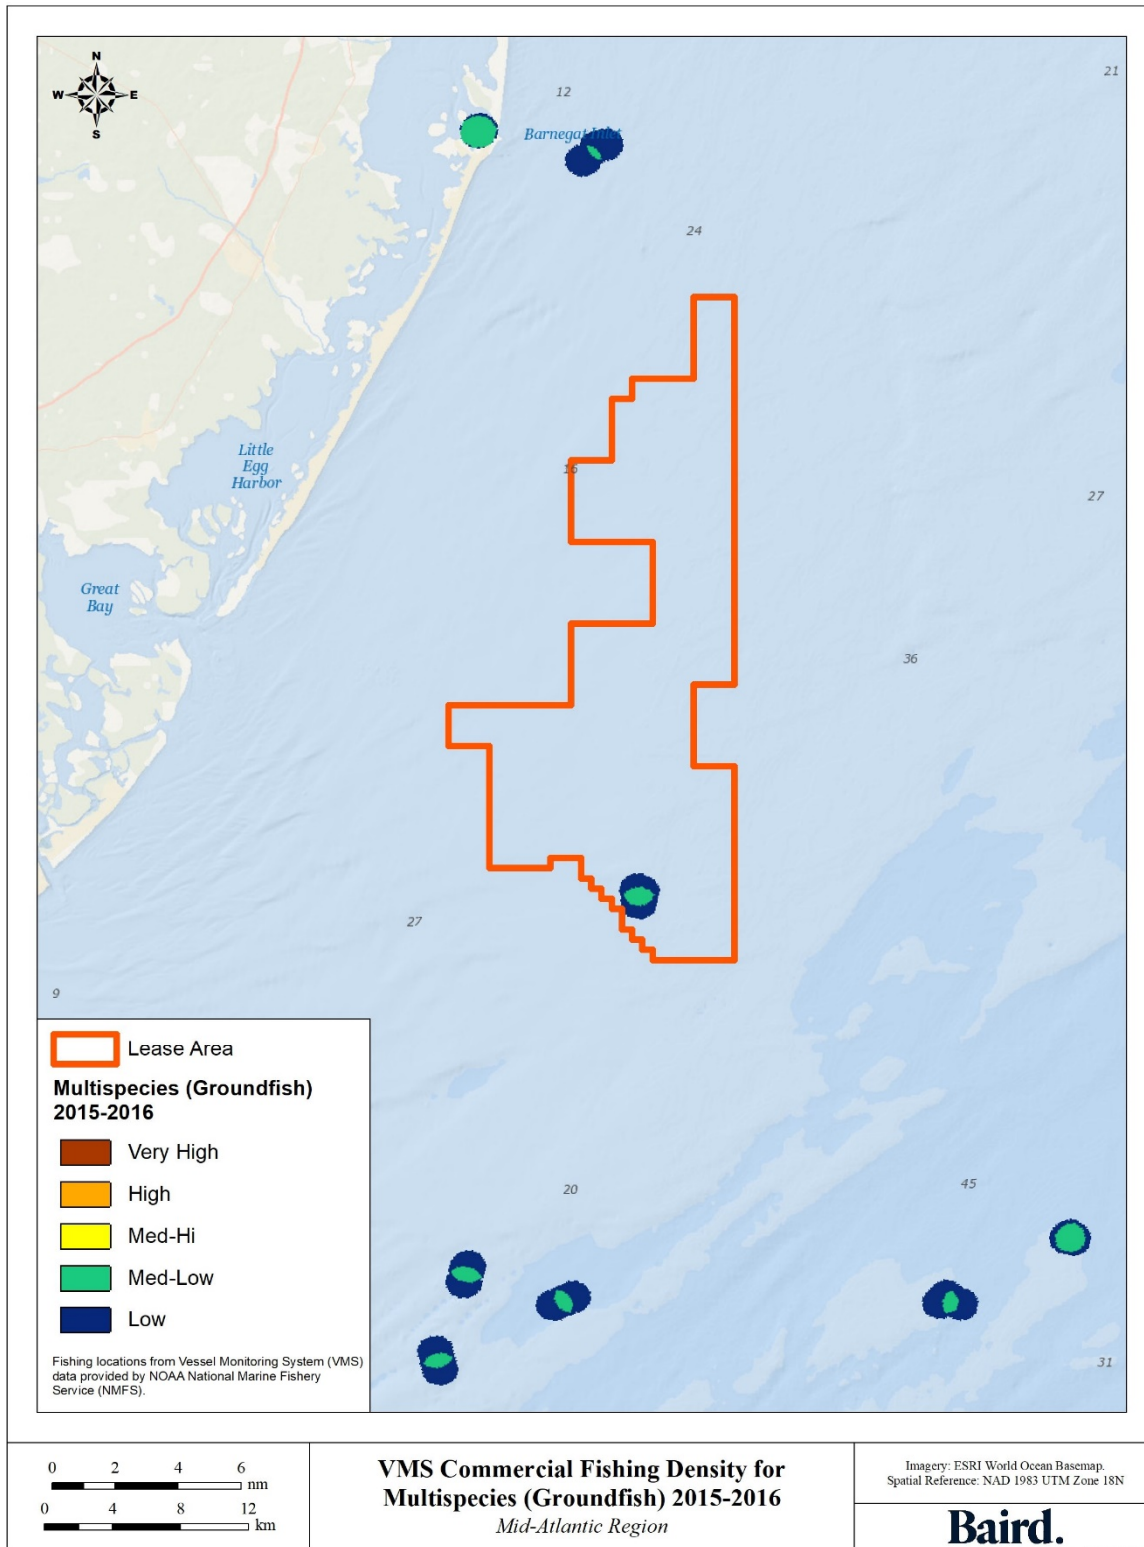 N
W
E
S
12
21
Barnegat Inlet
24
Little
Egg
Harbor
16
27
Great
Bay
36
27
9
Lease Area
Multispecies (Groundfish)
2015-2016
Very High
High
Med-Hi
Med-Low
Low
Fishing locations from Vessel Monitoring System (VMS)
data provided by NOAA National Marine Fishery
Service (NMFS).
20
45
31
0 2 4 6
nm
0 4 8 12
km
VMS Commercial Fishing Density for
Multispecies (Groundfish) 2015-2016
Mid-Atlantic Region
Imagery: ESRI World Ocean Basemap.
Spatial Reference: NAD 1983 UTM Zone 18N
Baird.